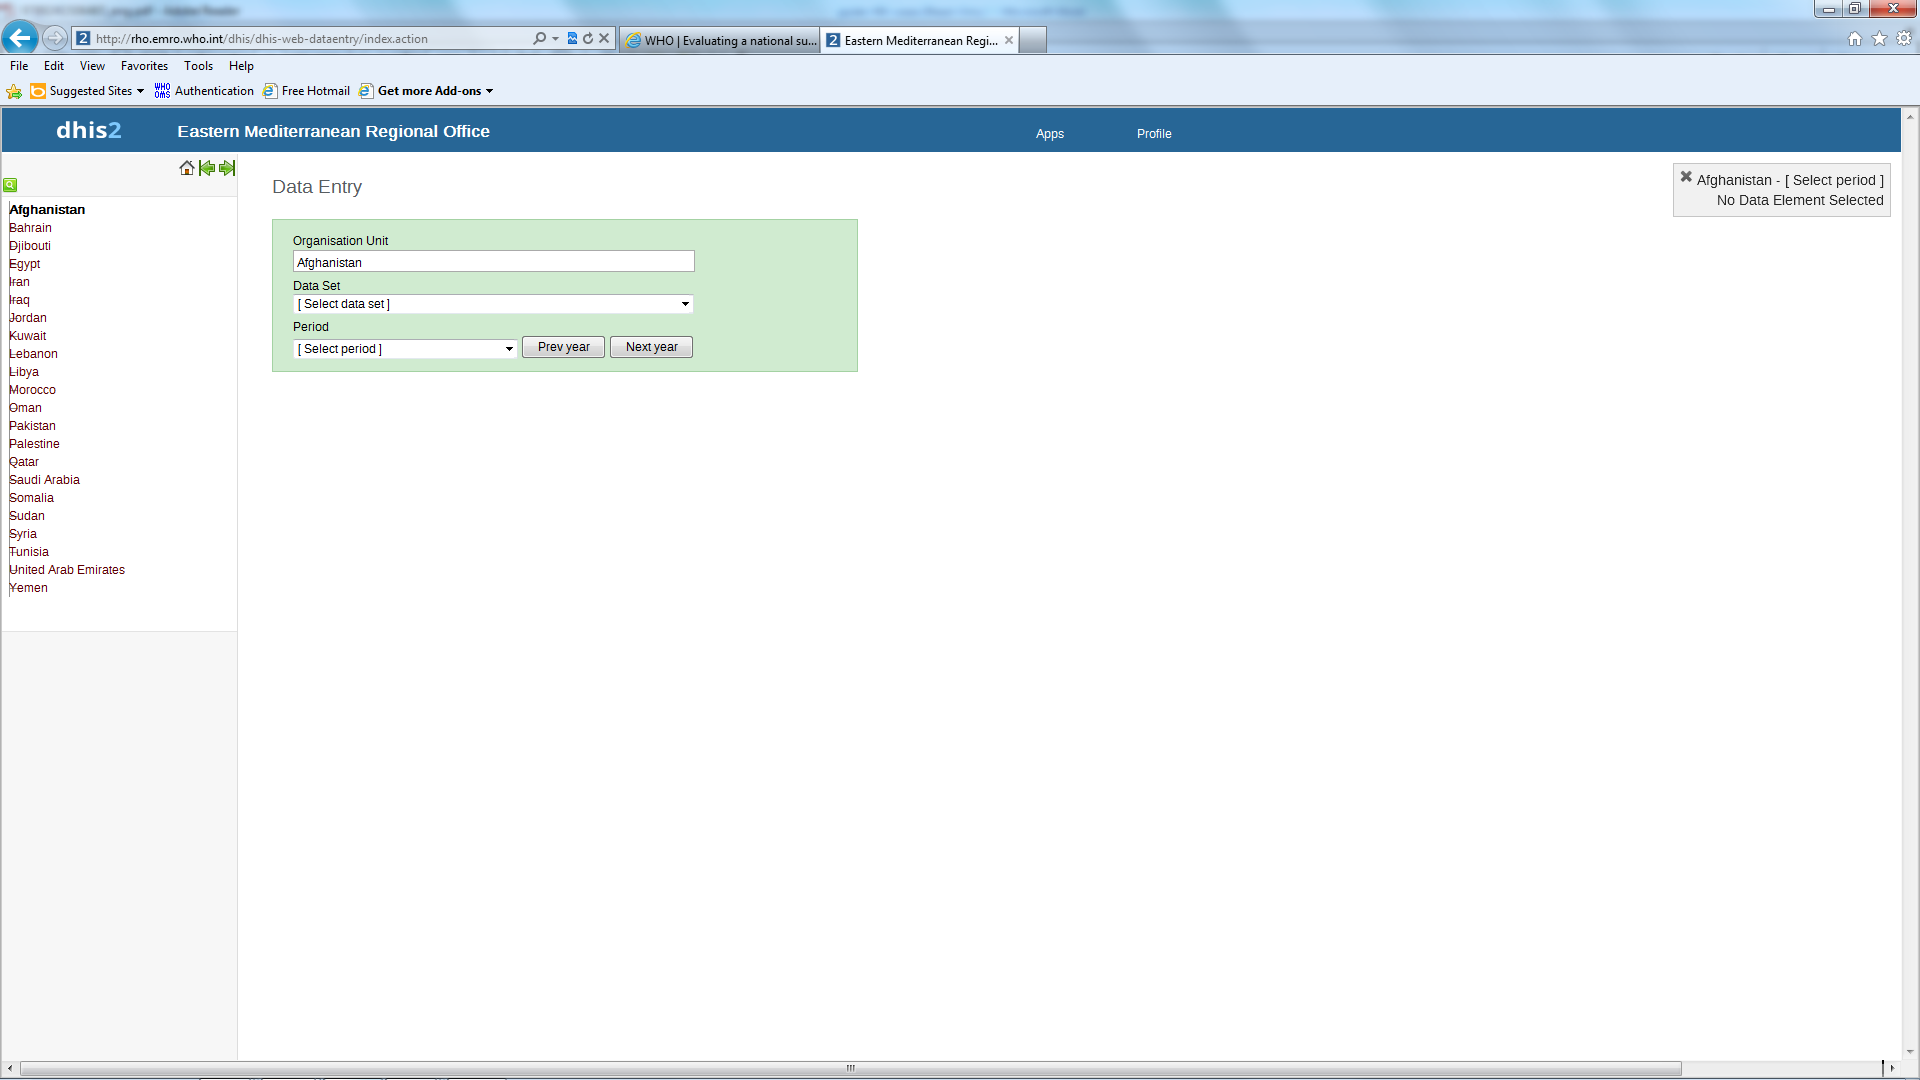 http://rho.emro.who.int/dhis/dhis-web-dataentry/index.action
WHO | Evaluating a national su...
Eastern Mediterranean Regi...
File Edit View Favorites Tools Help
Suggested Sites
WHO OMS Authentication
Free Hotmail
Get more Add-ons
dhis2
Eastern Mediterranean Regional Office
Apps
Profile
Afghanistan
Bahrain
Djibouti
Egypt
Iran
Iraq
Jordan
Kuwait
Lebanon
Libya
Morocco
Oman
Pakistan
Palestine
Qatar
Saudi Arabia
Somalia
Sudan
Syria
Tunisia
United Arab Emirates
Yemen
Data Entry
Organisation Unit
Afghanistan
Data Set
[ Select data set ]
Period
[ Select period ]
Prev year
Next year
Afghanistan - [ Select period ]
No Data Element Selected